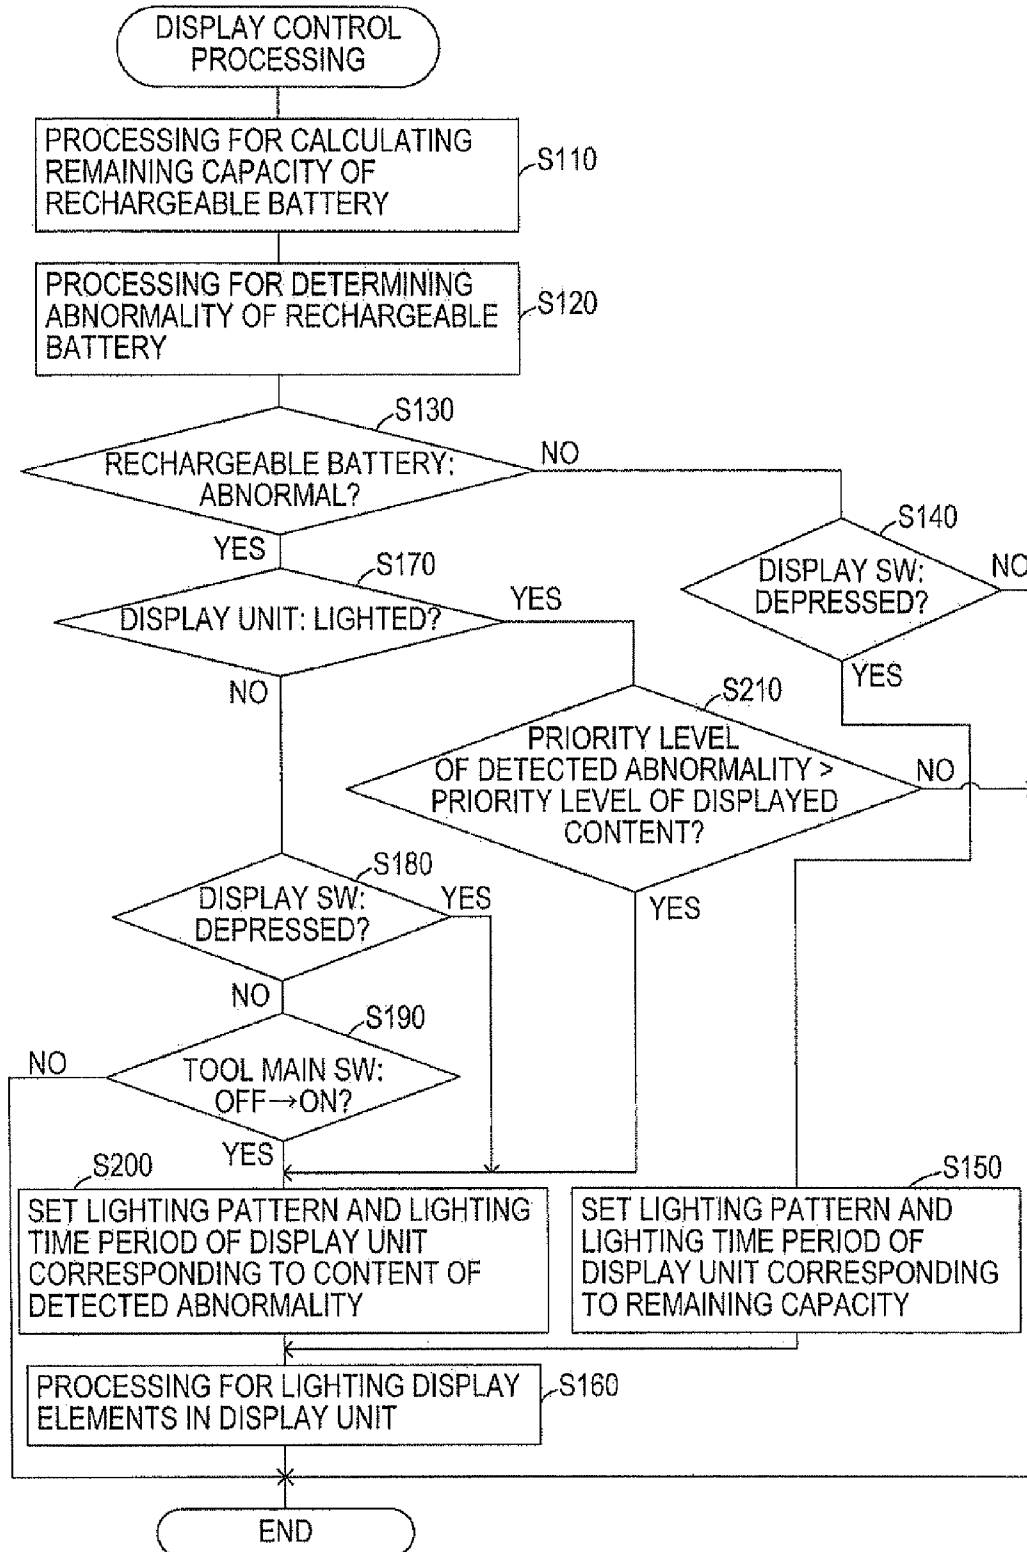 DISPLAY CONTROL
PROCESSING
PROCESSING FOR CALCULATING
REMAINING CAPACITY OF
RECHARGEABLE BATTERY
S110
PROCESSING FOR DETERMINING
ABNORMALITY OF RECHARGEABLE
BATTERY
S120
S130
RECHARGEABLE BATTERY:
ABNORMAL?
NO
YES
S140
DISPLAY SW:
DEPRESSED?
NO
YES
S170
DISPLAY UNIT: LIGHTED?
YES
NO
S210
PRIORITY LEVEL
OF DETECTED ABNORMALITY >
PRIORITY LEVEL OF DISPLAYED
CONTENT?
NO
YES
S180
DISPLAY SW:
DEPRESSED?
YES
NO
S190
TOOL MAIN SW:
OFF→ON?
NO
YES
S200
SET LIGHTING PATTERN AND LIGHTING
TIME PERIOD OF DISPLAY UNIT
CORRESPONDING TO CONTENT OF
DETECTED ABNORMALITY
S150
SET LIGHTING PATTERN AND
LIGHTING TIME PERIOD OF
DISPLAY UNIT CORRESPONDING
TO REMAINING CAPACITY
PROCESSING FOR LIGHTING DISPLAY
ELEMENTS IN DISPLAY UNIT
S160
END